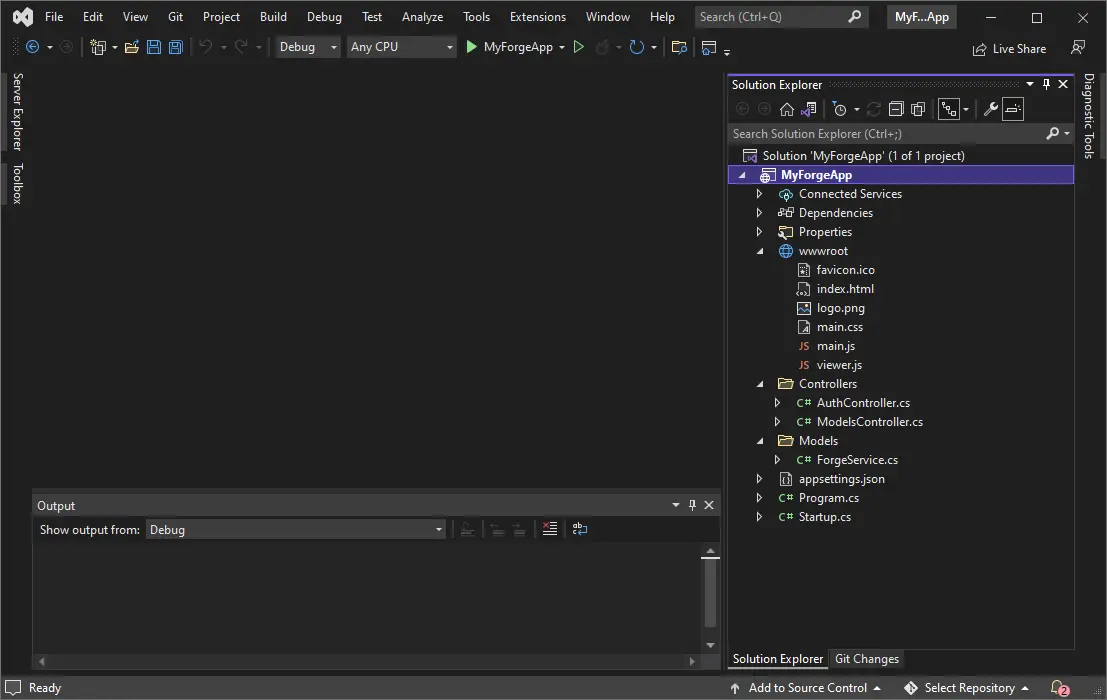 File Edit View Git Project Build Debug Test Analyze Tools Extensions Window Help Search (Ctrl+Q) MyF...App
Debug Any CPU MyForgeApp Live Share
Server Explorer
Toolbox
Solution Explorer
Search Solution Explorer (Ctrl+;)
Solution 'MyForgeApp' (1 of 1 project)
MyForgeApp
Connected Services
Dependencies
Properties
wwwroot
favicon.ico
index.html
logo.png
main.css
JS main.js
JS viewer.js
Controllers
C# AuthController.cs
C# ModelsController.cs
Models
C# ForgeService.cs
appsettings.json
C# Program.cs
C# Startup.cs
Solution Explorer Git Changes
Diagnostic Tools
Output
Show output from: Debug
ab
Ready Add to Source Control Select Repository 2